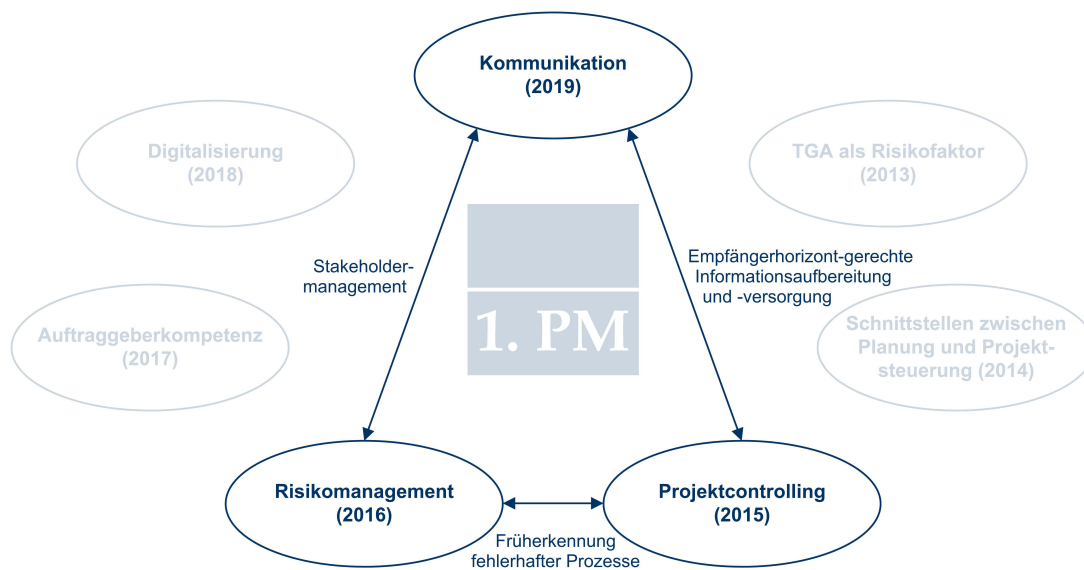 Kommunikation
(2019)
Digitalisierung
(2018)
TGA als Risikofaktor
(2013)
Stakeholder-
management
Empfängerhorizont-gerechte
Informationsaufbereitung
und -versorgung
Auftraggeberkompetenz
(2017)
1. PM
Schnittstellen zwischen
Planung und Projekt-
steuerung (2014)
Risikomanagement
(2016)
Projektcontrolling
(2015)
Früherkennung
fehlerhafter Prozesse